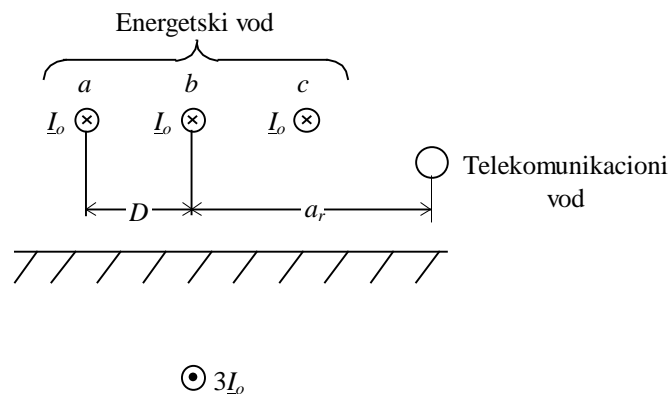 Energetski vod
a b c
I_o I_o I_o
Telekomunikacioni
vod
D a_r
3I_o